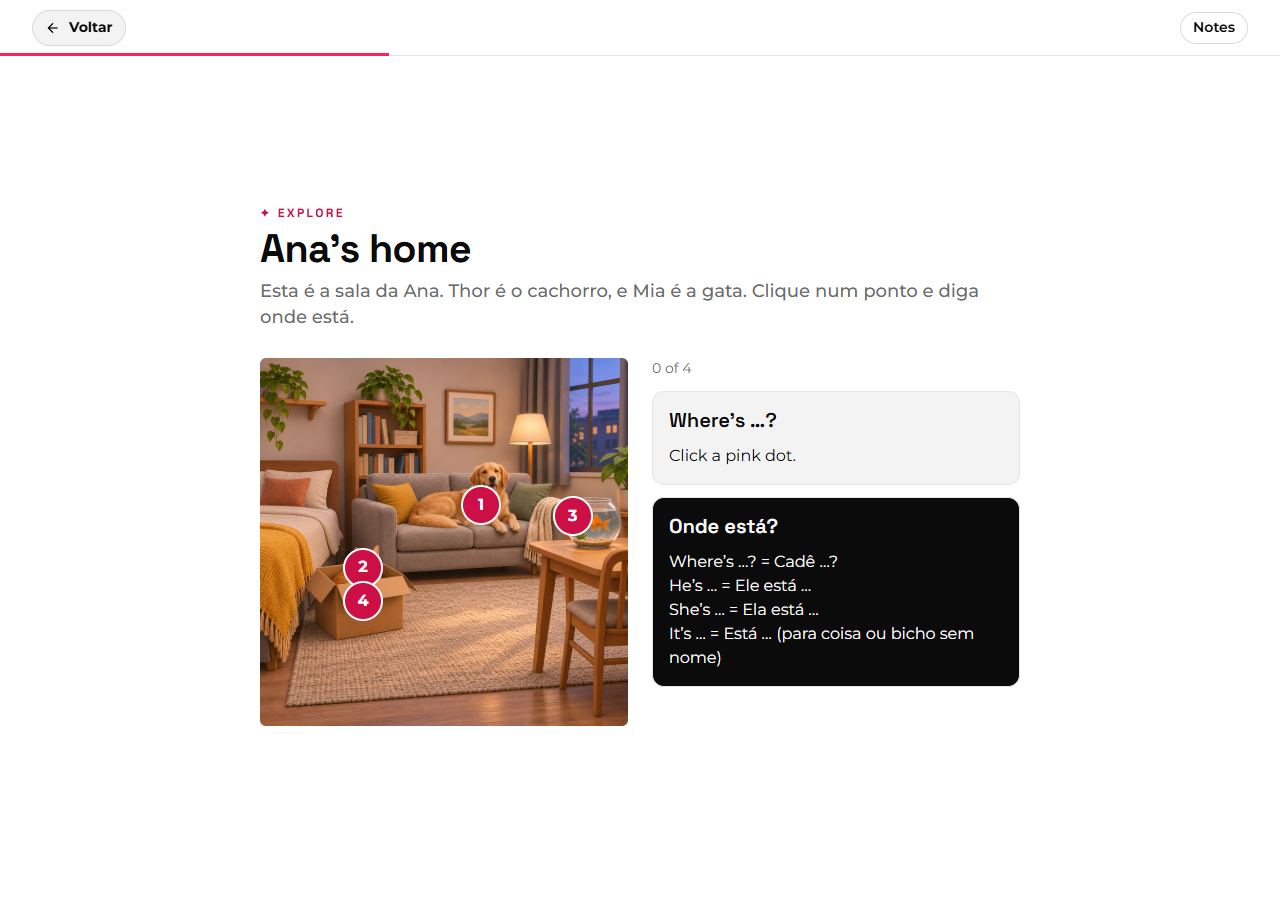 ← Voltar
Notes
✦ EXPLORE
Ana’s home
Esta é a sala da Ana. Thor é o cachorro, e Mia é a gata. Clique num ponto e diga
onde está.
1
2
3
4
0 of 4
Where’s …?
Click a pink dot.
Onde está?
Where’s …? = Cadê …?
He’s … = Ele está …
She’s … = Ela está …
It’s … = Está … (para coisa ou bicho sem
nome)